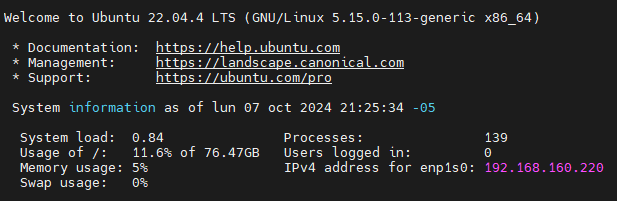 Welcome to Ubuntu 22.04.4 LTS (GNU/Linux 5.15.0-113-generic x86_64)
* Documentation: https://help.ubuntu.com
* Management: https://landscape.canonical.com
* Support: https://ubuntu.com/pro
System information as of lun 07 oct 2024 21:25:34 -05
System load: 0.84 Processes: 139
Usage of /: 11.6% of 76.47GB Users logged in: 0
Memory usage: 5% IPv4 address for enp1s0: 192.168.160.220
Swap usage: 0%